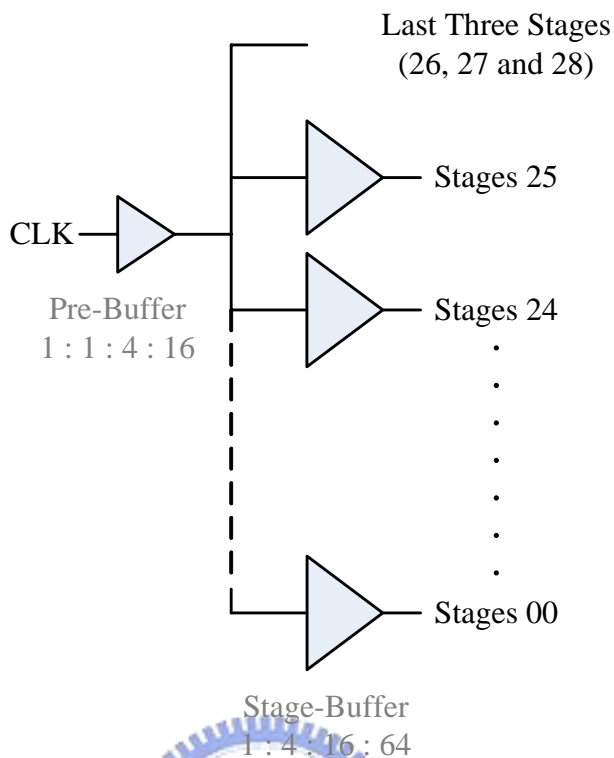 Last Three Stages
(26, 27 and 28)
Stages 25
CLK
Stages 24
Pre-Buffer
1 : 1 : 4 : 16
Stages 00
Stage-Buffer
1 : 4 : 16 : 64